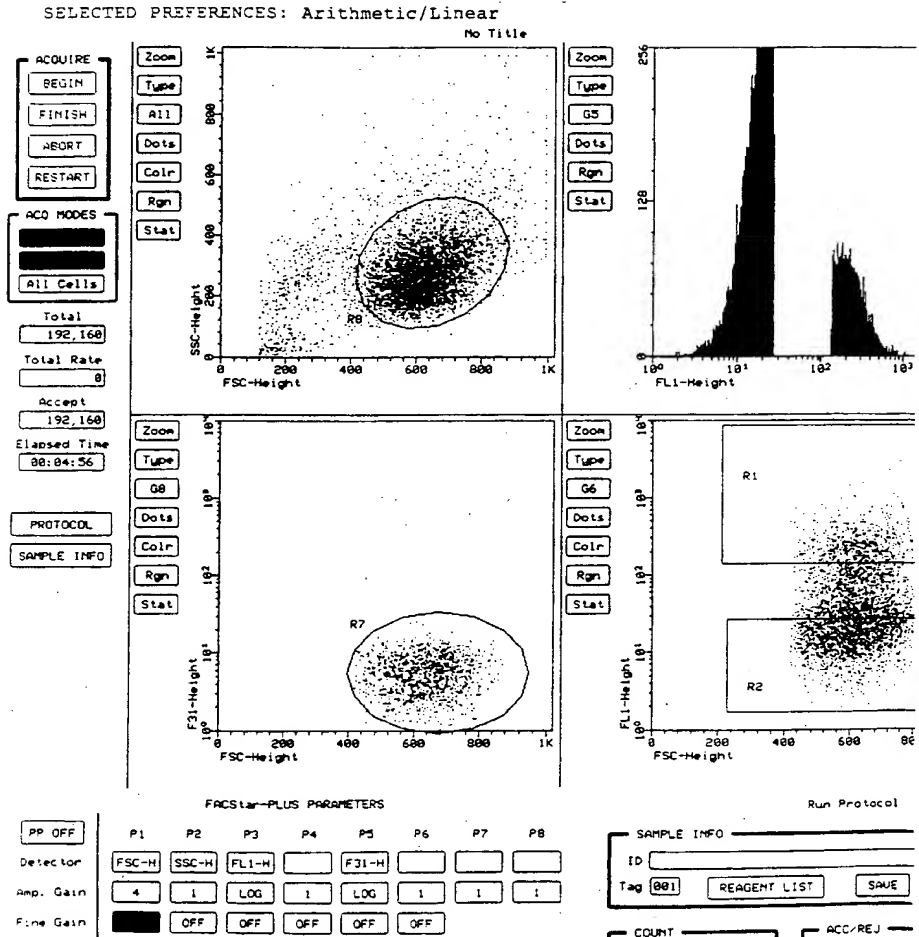 SELECTED PREFERENCES: Arithmetic/Linear
No Title
ACQUIRE
BEGIN
FINISH
ABORT
RESTART
ACQ MODES
All Cells
Total
192,160
Total Rate
0
Accept
192,160
Elapsed Time
00:04:56
PROTOCOL
SAMPLE INFO
Zoom
Type
All
Dots
Colr
Rgn
Stat
SSC-Height
0 200 400 600 800 1K
R8
0 200 400 600 800 1K
FSC-Height
Zoom
Type
G5
Dots
Rgn
Stat
0 128 256
10⁰ 10¹ 10² 10³
FL1-Height
Zoom
Type
G8
Dots
Colr
Rgn
Stat
F31-Height
10⁰ 10¹ 10² 10³ 10⁴
R7
0 200 400 600 800 1K
FSC-Height
Zoom
Type
G6
Dots
Colr
Rgn
Stat
FL1-Height
10⁰ 10¹ 10² 10³ 10⁴
R1
R2
0 200 400 600
FSC-Height
FACStar-PLUS PARAMETERS
PP OFF P1 P2 P3 P4 P5 P6 P7 P8
Detector FSC-H SSC-H FL1-H F31-H
Amp. Gain 4 1 LOG 1 LOG 1 1 1
Fine Gain OFF OFF OFF OFF OFF
Run Protocol
SAMPLE INFO
ID
Tag 001 REAGENT LIST SAVE
COUNT
ACC/REJ